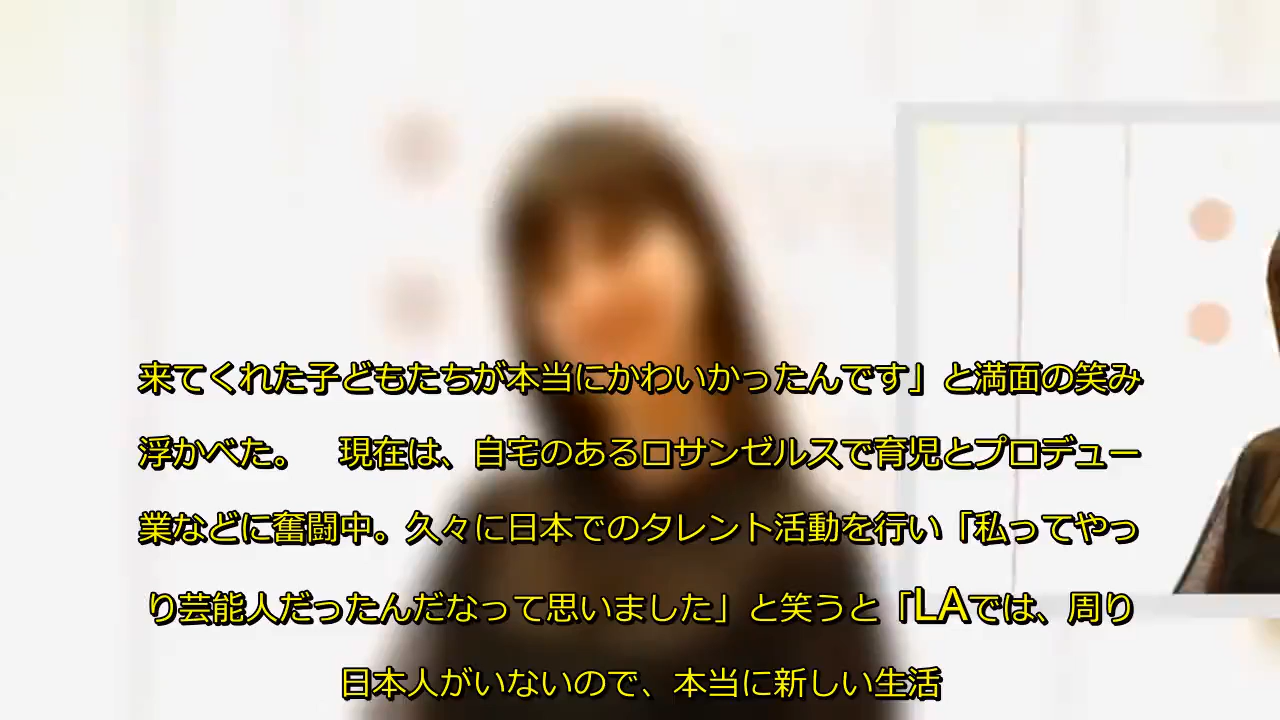 来てくれた子どもたちが本当にかわいかったんです」と満面の笑み
浮かべた。　現在は、自宅のあるロサンゼルスで育児とプロデュー
業などに奮闘中。久々に日本でのタレント活動を行い「私ってやっ
り芸能人だったんだなって思いました」と笑うと「LAでは、周り
日本人がいないので、本当に新しい生活